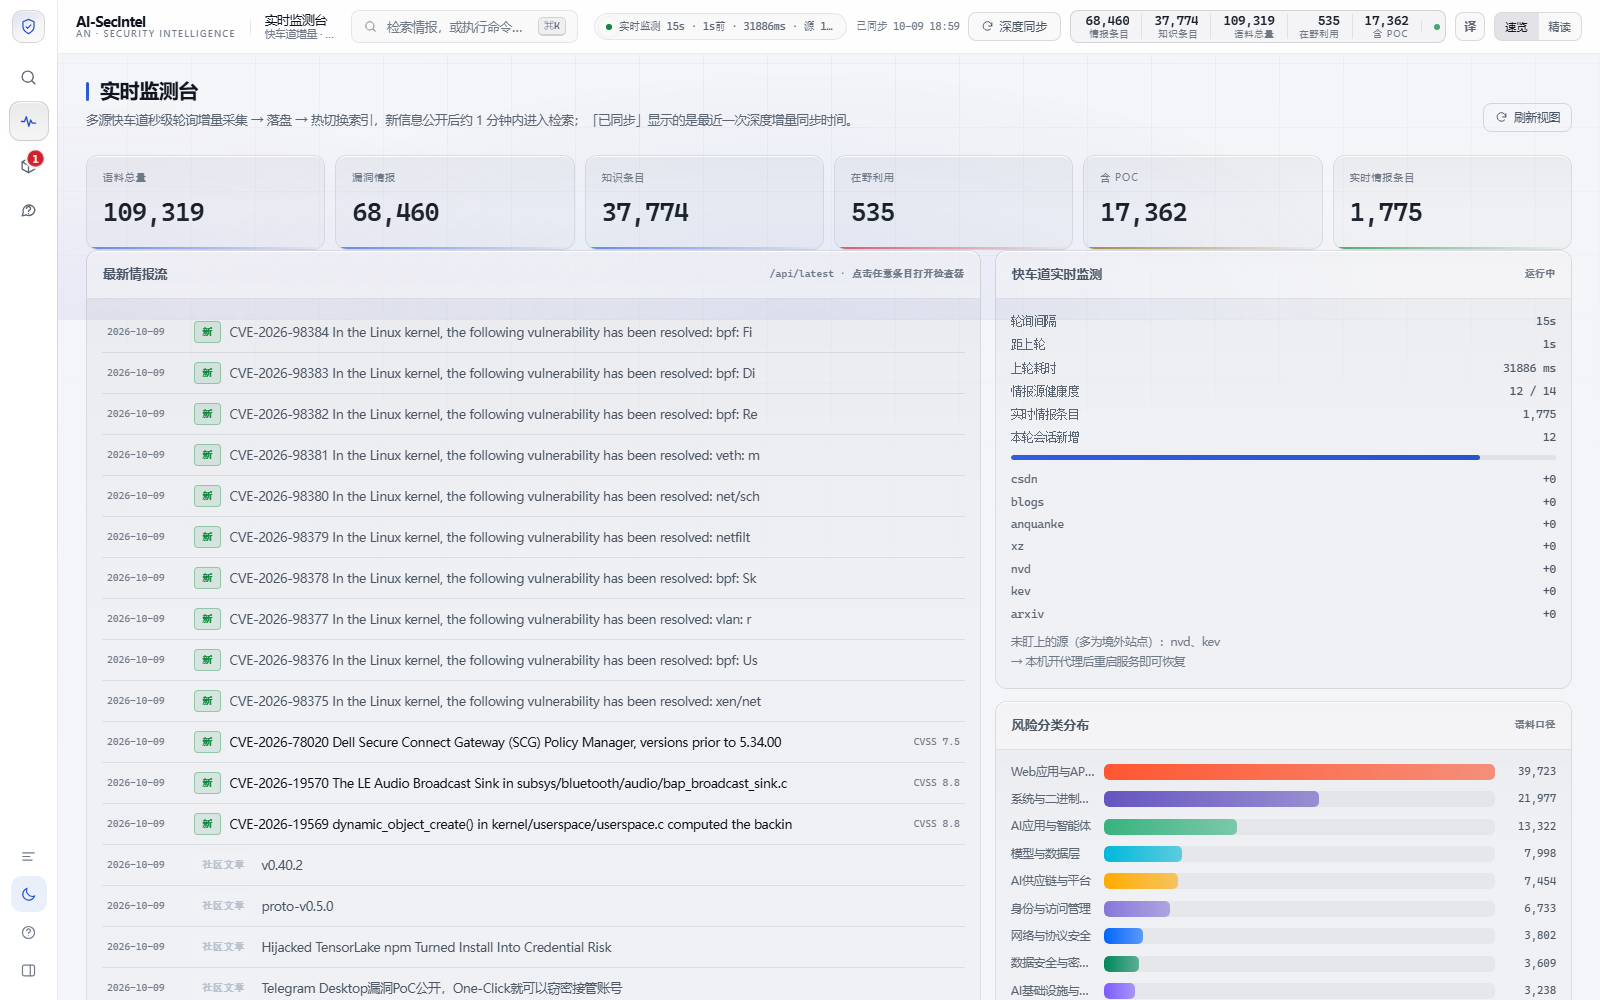 AI-SecIntel
AN · SECURITY INTELLIGENCE
实时监测台
快车道增量 · ...
检索情报，或执行命令...
⌘K
实时监测 15s · 1s前 · 31886ms · 源 1…
已同步 10-09 18:59
深度同步
68,460
情报条目
37,774
知识条目
109,319
语料总量
535
在野利用
17,362
含 POC
译
速览
精读
1
实时监测台
多源快车道秒级轮询增量采集 → 落盘 → 热切换索引，新信息公开后约 1 分钟内进入检索；「已同步」显示的是最近一次深度增量同步时间。
刷新视图
语料总量
109,319
漏洞情报
68,460
知识条目
37,774
在野利用
535
含 POC
17,362
实时情报条目
1,775
最新情报流
/api/latest · 点击任意条目打开检查器
2026-10-09 新 CVE-2026-98384 In the Linux kernel, the following vulnerability has been resolved: bpf: Fi
2026-10-09 新 CVE-2026-98383 In the Linux kernel, the following vulnerability has been resolved: bpf: Di
2026-10-09 新 CVE-2026-98382 In the Linux kernel, the following vulnerability has been resolved: bpf: Re
2026-10-09 新 CVE-2026-98381 In the Linux kernel, the following vulnerability has been resolved: veth: m
2026-10-09 新 CVE-2026-98380 In the Linux kernel, the following vulnerability has been resolved: net/sch
2026-10-09 新 CVE-2026-98379 In the Linux kernel, the following vulnerability has been resolved: netfilt
2026-10-09 新 CVE-2026-98378 In the Linux kernel, the following vulnerability has been resolved: bpf: Sk
2026-10-09 新 CVE-2026-98377 In the Linux kernel, the following vulnerability has been resolved: vlan: r
2026-10-09 新 CVE-2026-98376 In the Linux kernel, the following vulnerability has been resolved: bpf: Us
2026-10-09 新 CVE-2026-98375 In the Linux kernel, the following vulnerability has been resolved: xen/net
2026-10-09 新 CVE-2026-78020 Dell Secure Connect Gateway (SCG) Policy Manager, versions prior to 5.34.00 CVSS 7.5
2026-10-09 新 CVE-2026-19570 The LE Audio Broadcast Sink in subsys/bluetooth/audio/bap_broadcast_sink.c CVSS 8.8
2026-10-09 新 CVE-2026-19569 dynamic_object_create() in kernel/userspace/userspace.c computed the backin CVSS 8.8
2026-10-09 社区文章 v0.40.2
2026-10-09 社区文章 proto-v0.5.0
2026-10-09 社区文章 Hijacked TensorLake npm Turned Install Into Credential Risk
2026-10-09 社区文章 Telegram Desktop漏洞PoC公开，One-Click就可以窃密接管账号
快车道实时监测
运行中
轮询间隔 15s
距上轮 1s
上轮耗时 31886 ms
情报源健康度 12 / 14
实时情报条目 1,775
本轮会话新增 12
csdn +0
blogs +0
anquanke +0
xz +0
nvd +0
kev +0
arxiv +0
未盯上的源（多为境外站点）: nvd、kev
→ 本机开代理后重启服务即可恢复
风险分类分布
语料口径
Web应用与AP... 39,723
系统与二进制... 21,977
AI应用与智能体 13,322
模型与数据层 7,998
AI供应链与平台 7,454
身份与访问管理 6,733
网络与协议安全 3,802
数据安全与密... 3,609
AI基础设施与... 3,238